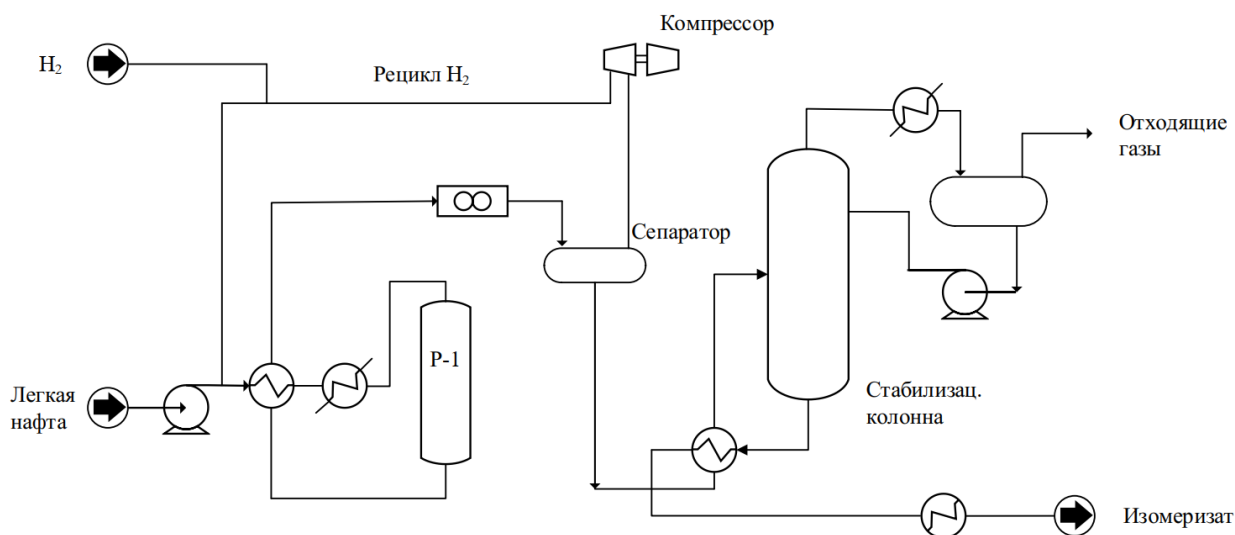 Компрессор
H₂
Рецикл H₂
Отходящие
газы
Сепаратор
Р-1
Легкая
нафта
Стабилизац.
колонна
Изомеризат